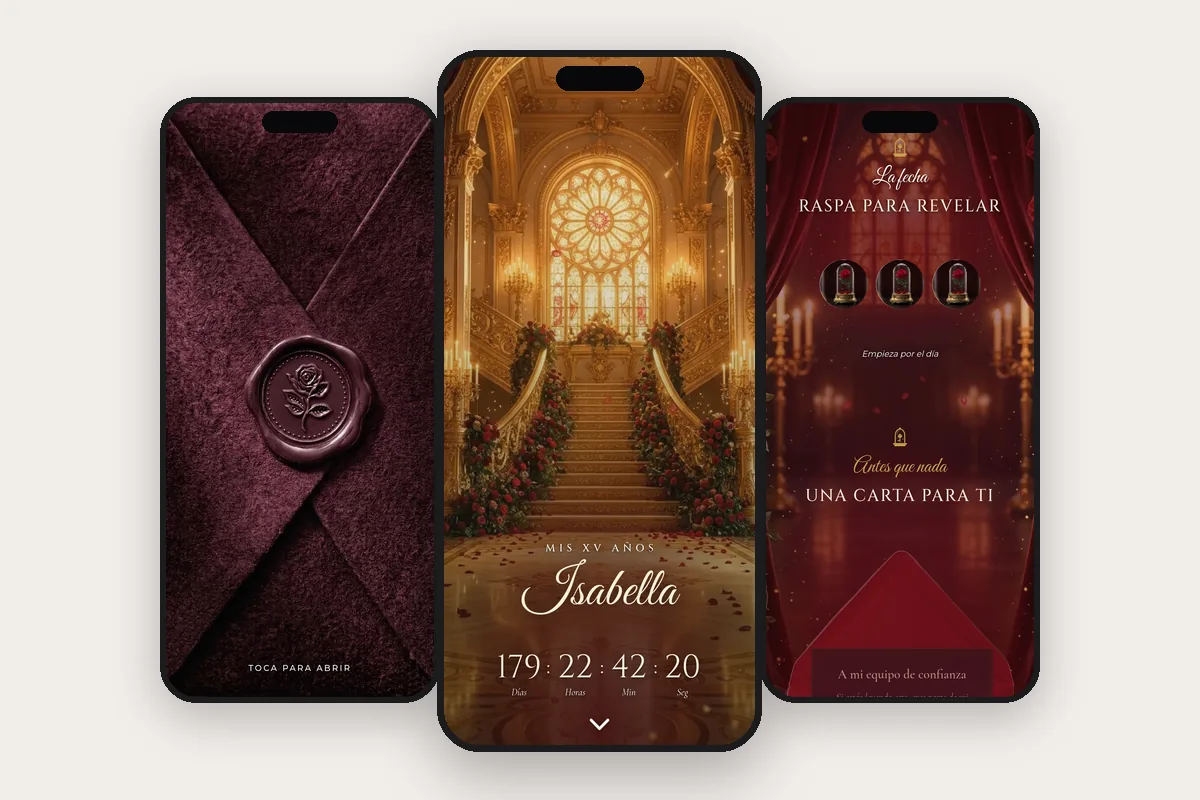 TOCA PARA ABRIR
MIS XV AÑOS
Isabella
179 : 22 : 42 : 20
Días Horas Min Seg
La fecha
RASPA PARA REVELAR
Empieza por el día
Antes que nada
UNA CARTA PARA TI
A mi equipo de confianza